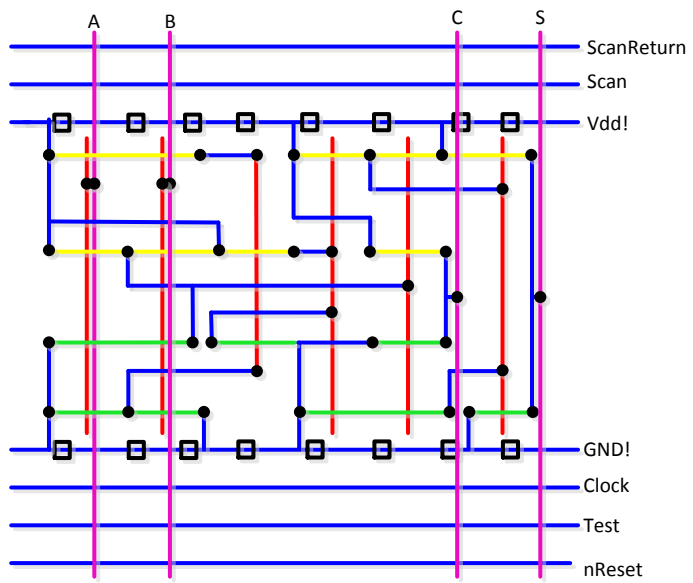 A B C S
ScanReturn
Scan
Vdd!
GND!
Clock
Test
nReset